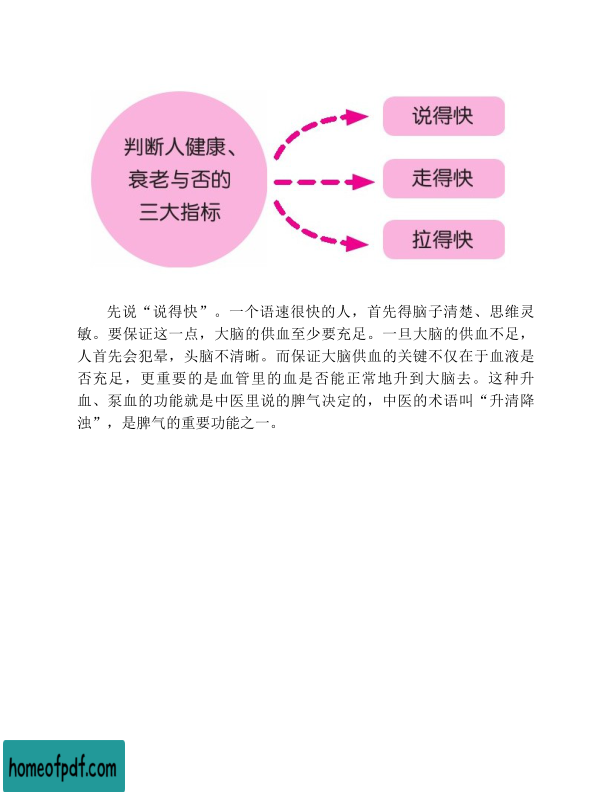 判断人健康、
衰老与否的
三大指标
说得快
走得快
拉得快
先说“说得快”。一个语速很快的人，首先得脑子清楚、思维灵
敏。要保证这一点，大脑的供血至少要充足。一旦大脑的供血不足，
人首先会犯晕，头脑不清晰。而保证大脑供血的关键不仅在于血液是
否充足，更重要的是血管里的血是否能正常地升到大脑去。这种升
血、泵血的功能就是中医里说的脾气决定的，中医的术语叫“升清降
浊”，是脾气的重要功能之一。
homeofpdf.com